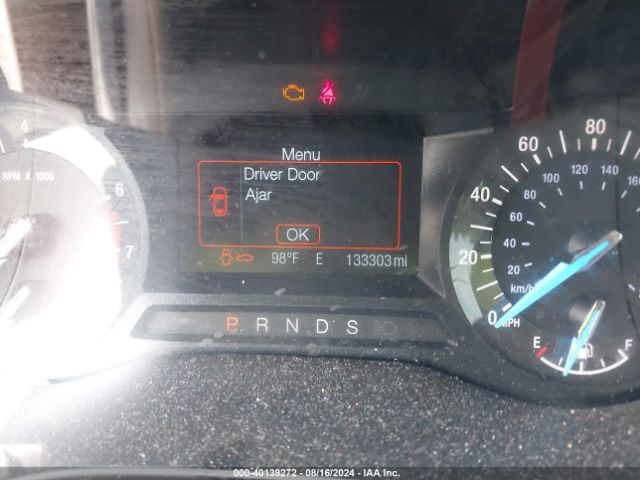 Menu
Driver Door
Ajar
OK
98°F E 133303 mi
P R N D S
4
RPM X 1000
6
7
0 20 40 60 80
20 40 60 80 100 120 140 160
km/h
MPH
E F
000-40139272 - 08/16/2024 - IAA Inc.